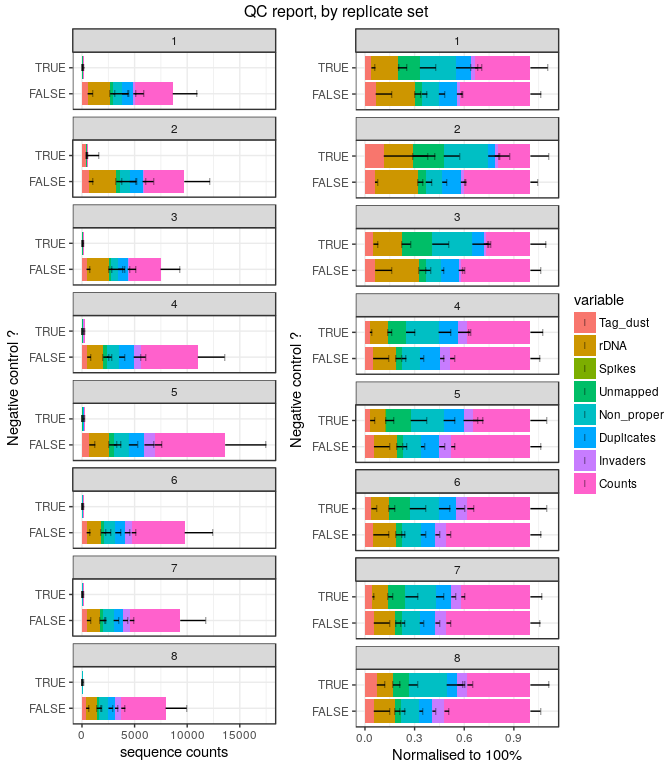 QC report, by replicate set
Negative control ?
1
TRUE
FALSE
2
TRUE
FALSE
3
TRUE
FALSE
4
TRUE
FALSE
5
TRUE
FALSE
6
TRUE
FALSE
7
TRUE
FALSE
8
TRUE
FALSE
0 5000 10000 15000
sequence counts
Negative control ?
1
TRUE
FALSE
2
TRUE
FALSE
3
TRUE
FALSE
4
TRUE
FALSE
5
TRUE
FALSE
6
TRUE
FALSE
7
TRUE
FALSE
8
TRUE
FALSE
0.0 0.3 0.6 0.9
Normalised to 100%
variable
Tag_dust
rDNA
Spikes
Unmapped
Non_proper
Duplicates
Invaders
Counts